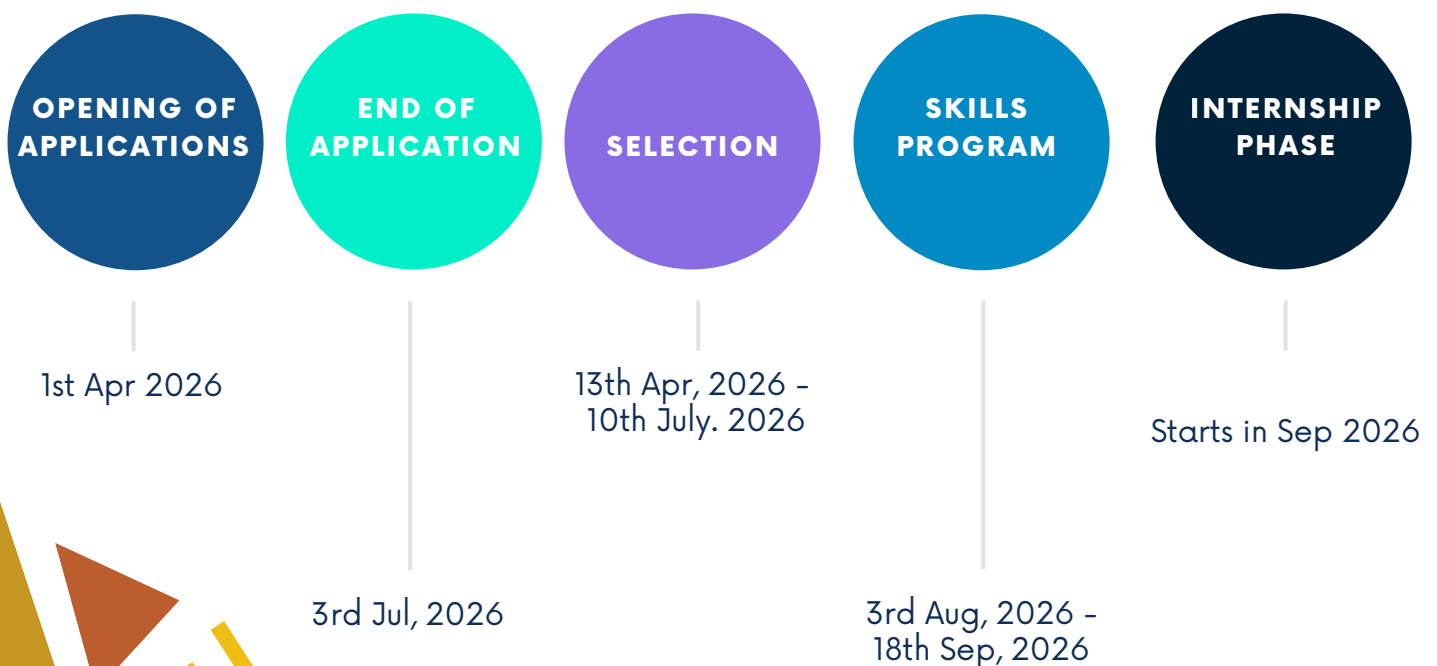 OPENING OF
APPLICATIONS
END OF
APPLICATION
SELECTION
SKILLS
PROGRAM
INTERNSHIP
PHASE
1st Apr 2026
3rd Jul, 2026
13th Apr, 2026 -
10th July. 2026
3rd Aug, 2026 -
18th Sep, 2026
Starts in Sep 2026